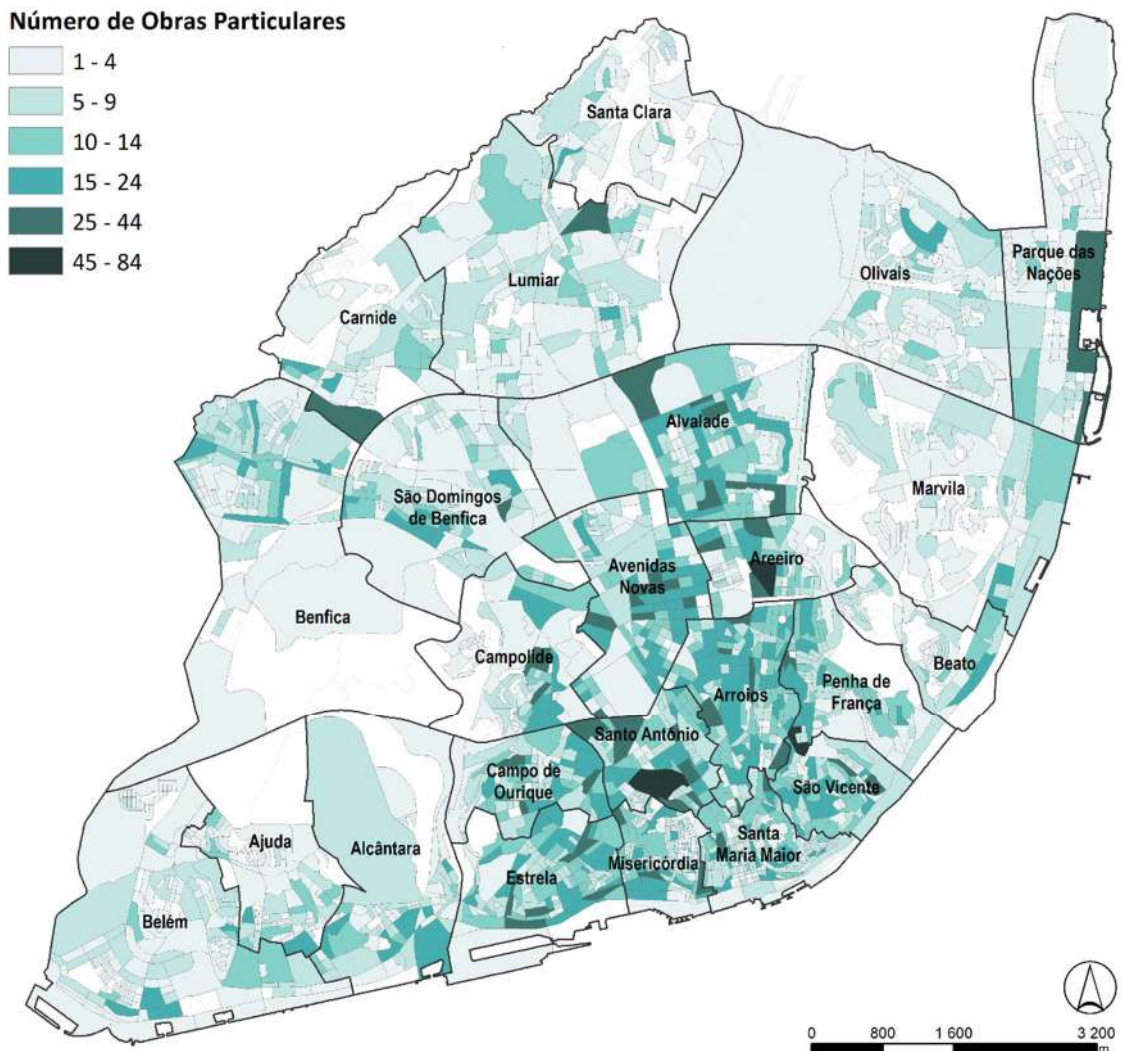 Número de Obras Particulares
1 - 4
5 - 9
10 - 14
15 - 24
25 - 44
45 - 84
Santa Clara
Lumiar
Carnide
Olivais
Parque das
Nações
Alvalade
Marvila
São Domingos
de Benfica
Avenidas
Novas
Areeiro
Benfica
Campolide
Arroios
Penha de
França
Beato
Santo António
Campo de
Ourique
São Vicente
Ajuda
Alcântara
Estrela
Misericórdia
Santa
Maria Maior
Belém
0 800 1 600 3 200
m